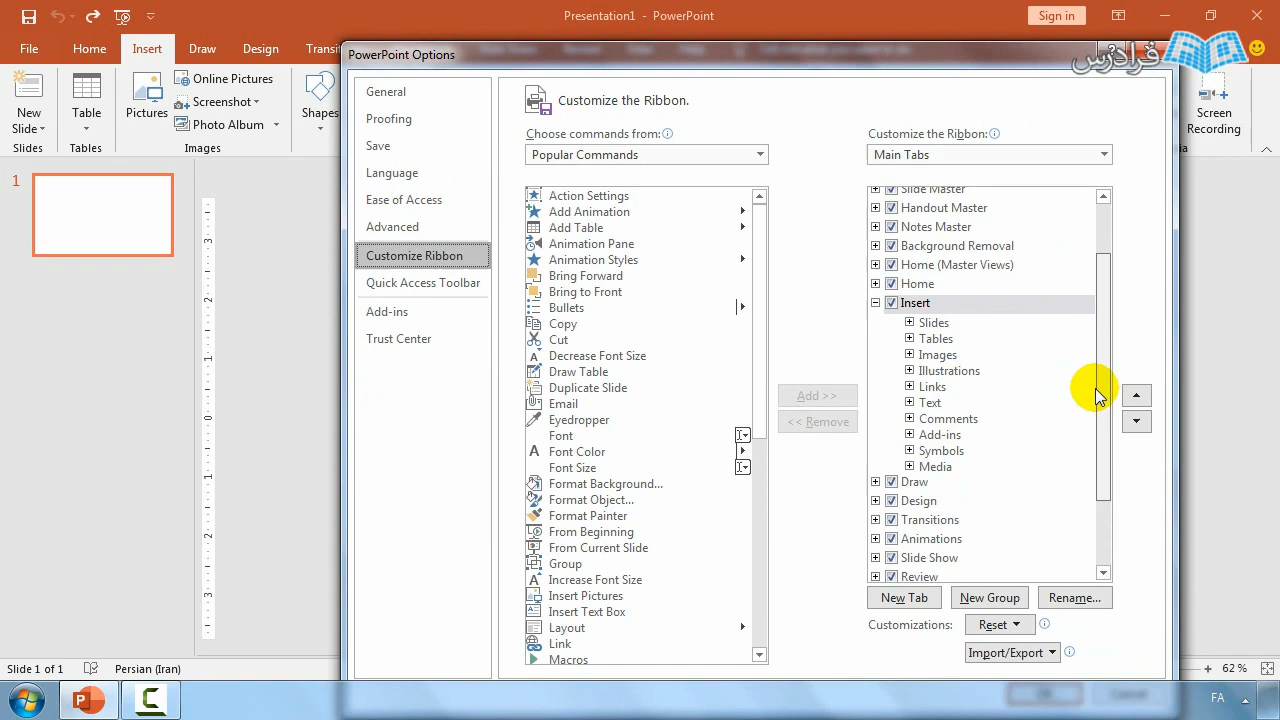 Presentation1 - PowerPoint
Sign in
File
Home
Insert
Draw
Design
PowerPoint Options
فرادرس
New
Slide
Slides
Table
Tables
Pictures
Online Pictures
Screenshot
Photo Album
Images
Shapes
Screen
Recording
General
Proofing
Save
Language
Ease of Access
Advanced
Customize Ribbon
Quick Access Toolbar
Add-ins
Trust Center
Customize the Ribbon.
Choose commands from:
Popular Commands
Action Settings
Add Animation
Add Table
Animation Pane
Animation Styles
Bring Forward
Bring to Front
Bullets
Copy
Cut
Decrease Font Size
Draw Table
Duplicate Slide
Email
Eyedropper
Font
Font Color
Font Size
Format Background...
Format Object...
Format Painter
From Beginning
From Current Slide
Group
Increase Font Size
Insert Pictures
Insert Text Box
Layout
Link
Macros
Add >>
<< Remove
Customize the Ribbon:
Main Tabs
Slide Master
Handout Master
Notes Master
Background Removal
Home (Master Views)
Home
Insert
Slides
Tables
Images
Illustrations
Links
Text
Comments
Add-ins
Symbols
Media
Draw
Design
Transitions
Animations
Slide Show
Review
New Tab
New Group
Rename...
Customizations:
Reset
Import/Export
1
3
2
1
0
1
2
3
Slide 1 of 1
Persian (Iran)
62 %
FA